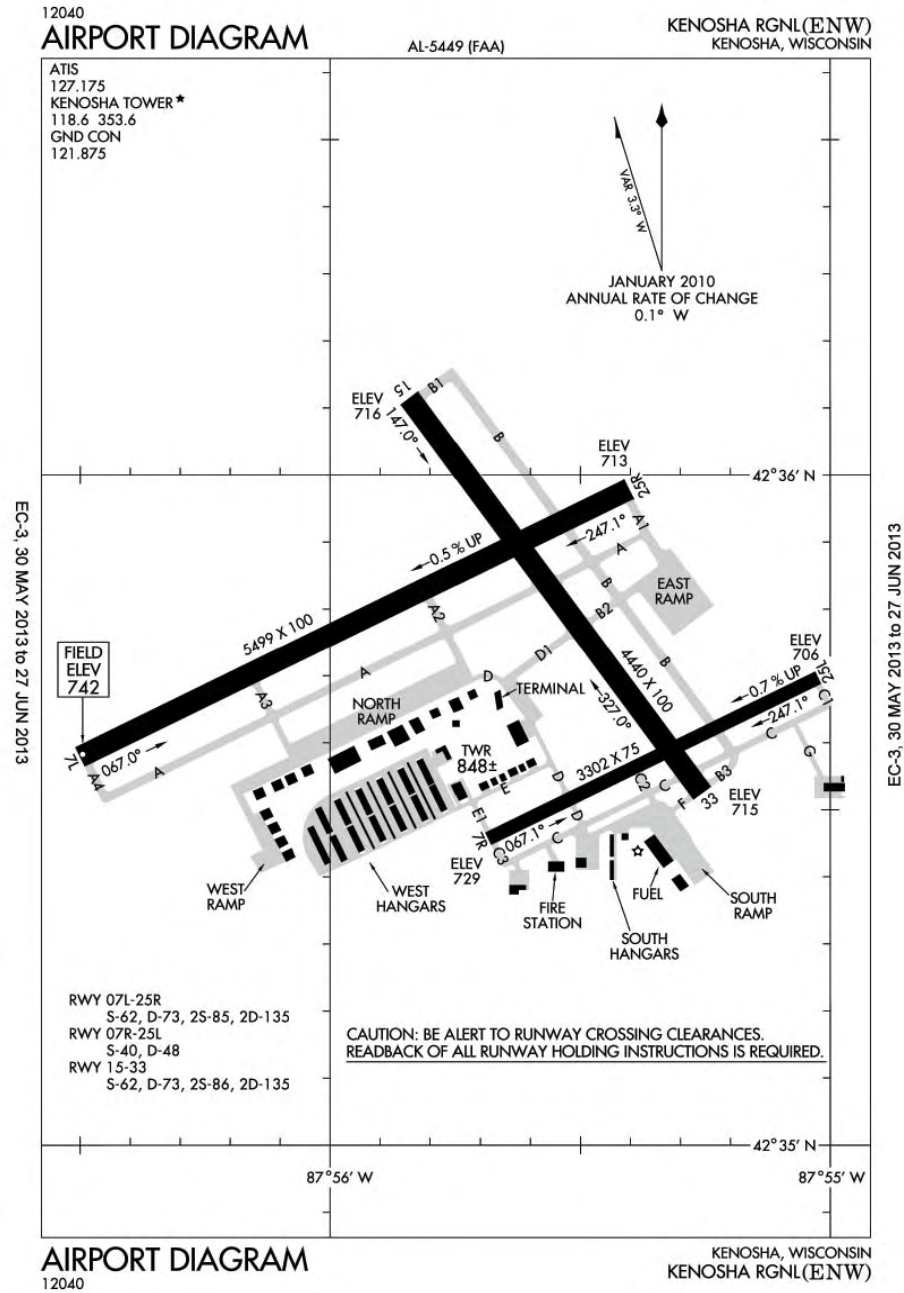 12040
AIRPORT DIAGRAM
AL-5449 (FAA)
KENOSHA RGNL (ENW)
KENOSHA, WISCONSIN
ATIS
127.175
KENOSHA TOWER★
118.6 353.6
GND CON
121.875
VAR 3.3° W
JANUARY 2010
ANNUAL RATE OF CHANGE
0.1° W
15
B1
ELEV
716
147.0°
B
ELEV
713
25R
42°36' N
A1
247.1°
0.5% UP
A
B
EAST
RAMP
A2
B2
5499 X 100
D1
4440 X 100
B
ELEV
706
25L
FIELD
ELEV
742
A
D
TERMINAL
0.7% UP
C1
A3
NORTH
RAMP
327.0°
247.1°
C
G
7L
067.0°
A
A4
TWR
848±
D
3302 X 75
C2
C
B3
E
E1
F
33
ELEV
715
7R
C3
067.1°
C
D
ELEV
729
WEST
RAMP
WEST
HANGARS
FIRE
STATION
FUEL
SOUTH
RAMP
SOUTH
HANGARS
RWY 07L-25R
S-62, D-73, 2S-85, 2D-135
RWY 07R-25L
S-40, D-48
RWY 15-33
S-62, D-73, 2S-86, 2D-135
CAUTION: BE ALERT TO RUNWAY CROSSING CLEARANCES.
READBACK OF ALL RUNWAY HOLDING INSTRUCTIONS IS REQUIRED.
42°35' N
87°56' W
87°55' W
EC-3, 30 MAY 2013 to 27 JUN 2013
EC-3, 30 MAY 2013 to 27 JUN 2013
AIRPORT DIAGRAM
12040
KENOSHA, WISCONSIN
KENOSHA RGNL (ENW)